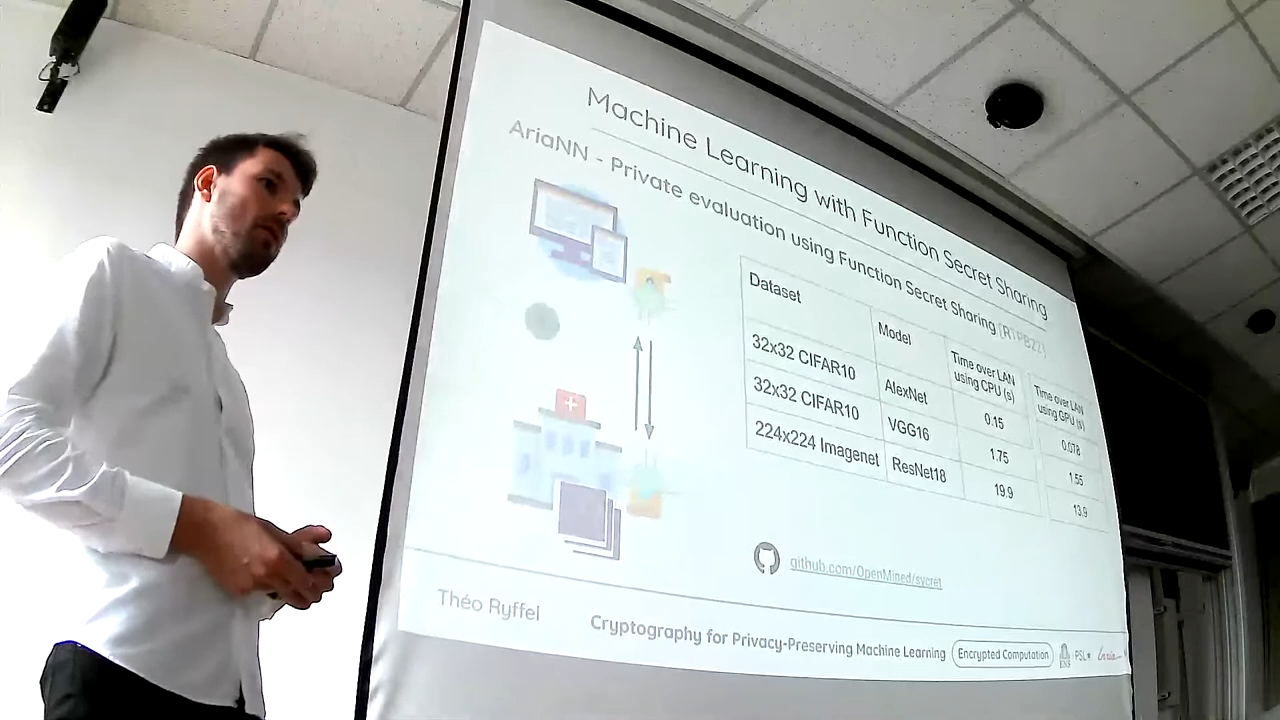 Machine Learning with Function Secret Sharing
AriaNN - Private evaluation using Function Secret Sharing
Dataset
Model
Time over LAN
using CPU (s)
Time over LAN
using GPU (s)
32x32 CIFAR10
AlexNet
0.15
0.078
32x32 CIFAR10
VGG16
1.75
1.55
224x224 Imagenet
ResNet18
19.9
13.9
github.com/OpenMined/sycret
Théo Ryffel
Cryptography for Privacy-Preserving Machine Learning
Encrypted Computation
ENS
PSL
Inria